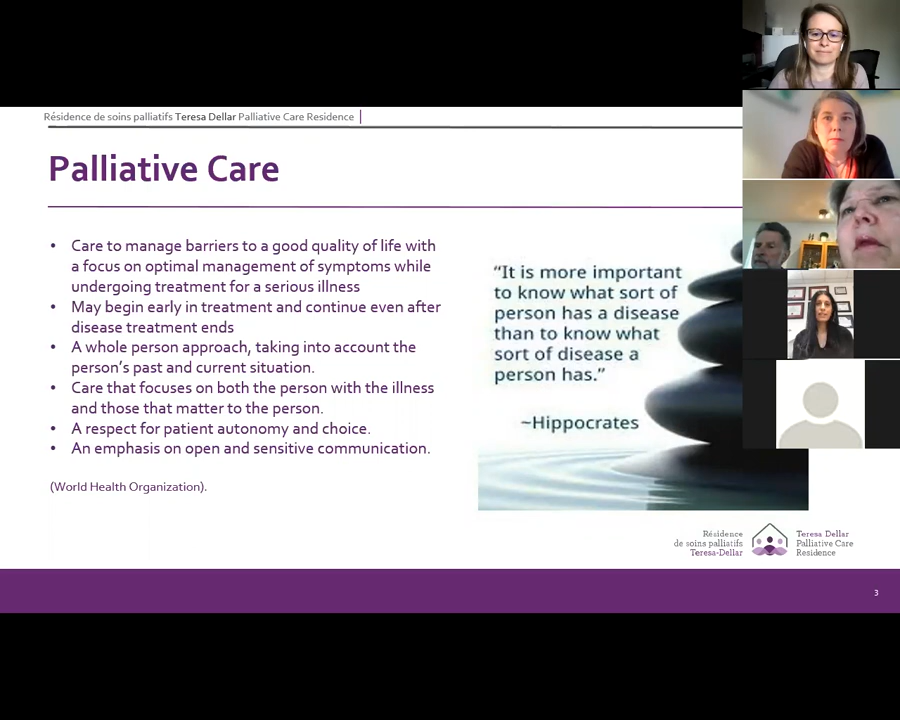 Résidence de soins palliatifs Teresa Dellar Palliative Care Residence
Palliative Care
• Care to manage barriers to a good quality of life with
a focus on optimal management of symptoms while
undergoing treatment for a serious illness
• May begin early in treatment and continue even after
disease treatment ends
• A whole person approach, taking into account the
person’s past and current situation.
• Care that focuses on both the person with the illness
and those that matter to the person.
• A respect for patient autonomy and choice.
• An emphasis on open and sensitive communication.
(World Health Organization).
“It is more important
to know what sort of
person has a disease
than to know what
sort of disease a
person has.”
~Hippocrates
Résidence
de soins palliatifs
Teresa-Dellar
Teresa Dellar
Palliative Care
Residence
3